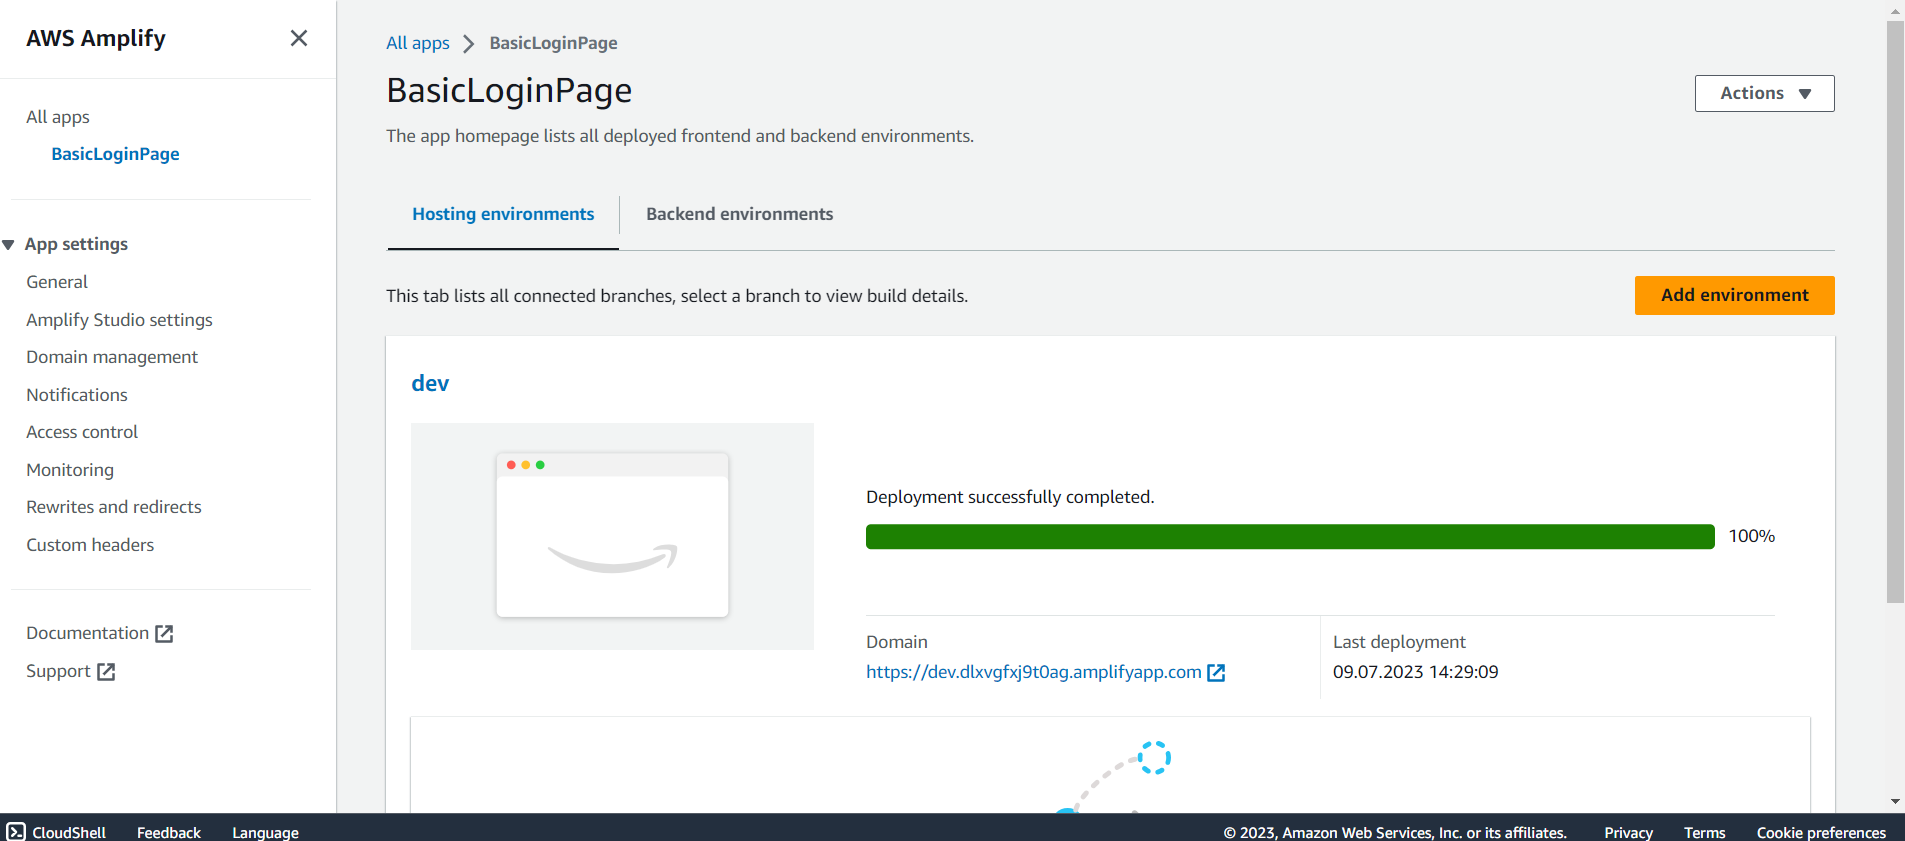 AWS Amplify
All apps
BasicLoginPage
App settings
General
Amplify Studio settings
Domain management
Notifications
Access control
Monitoring
Rewrites and redirects
Custom headers
Documentation
Support
All apps BasicLoginPage
BasicLoginPage
Actions
The app homepage lists all deployed frontend and backend environments.
Hosting environments Backend environments
This tab lists all connected branches, select a branch to view build details.
Add environment
dev
Deployment successfully completed.
100%
Domain
https://dev.dlxvgfxj9t0ag.amplifyapp.com
Last deployment
09.07.2023 14:29:09
CloudShell Feedback Language © 2023, Amazon Web Services, Inc. or its affiliates. Privacy Terms Cookie preferences